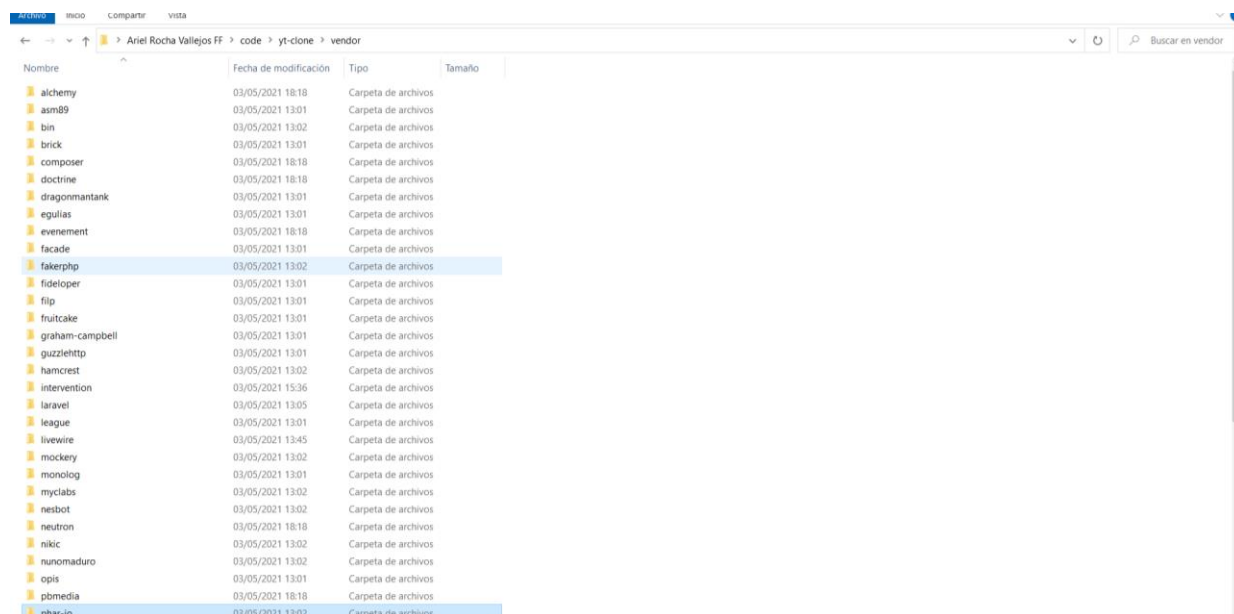 Archivo Inicio Compartir Vista
Ariel Rocha Vallejos FF > code > yt-clone > vendor Buscar en vendor
Nombre Fecha de modificación Tipo Tamaño
alchemy 03/05/2021 18:18 Carpeta de archivos
asm89 03/05/2021 13:01 Carpeta de archivos
bin 03/05/2021 13:02 Carpeta de archivos
brick 03/05/2021 13:01 Carpeta de archivos
composer 03/05/2021 18:18 Carpeta de archivos
doctrine 03/05/2021 18:18 Carpeta de archivos
dragonmantank 03/05/2021 13:01 Carpeta de archivos
egulias 03/05/2021 13:01 Carpeta de archivos
evenement 03/05/2021 18:18 Carpeta de archivos
facade 03/05/2021 13:01 Carpeta de archivos
fakerphp 03/05/2021 13:02 Carpeta de archivos
fideloper 03/05/2021 13:01 Carpeta de archivos
filp 03/05/2021 13:01 Carpeta de archivos
fruitcake 03/05/2021 13:01 Carpeta de archivos
graham-campbell 03/05/2021 13:01 Carpeta de archivos
guzzlehttp 03/05/2021 13:01 Carpeta de archivos
hamcrest 03/05/2021 13:02 Carpeta de archivos
intervention 03/05/2021 15:36 Carpeta de archivos
laravel 03/05/2021 13:05 Carpeta de archivos
league 03/05/2021 13:01 Carpeta de archivos
livewire 03/05/2021 13:45 Carpeta de archivos
mockery 03/05/2021 13:02 Carpeta de archivos
monolog 03/05/2021 13:01 Carpeta de archivos
myclabs 03/05/2021 13:02 Carpeta de archivos
nesbot 03/05/2021 13:02 Carpeta de archivos
neutron 03/05/2021 18:18 Carpeta de archivos
nikic 03/05/2021 13:02 Carpeta de archivos
nunomaduro 03/05/2021 13:02 Carpeta de archivos
opis 03/05/2021 13:01 Carpeta de archivos
pbmedia 03/05/2021 18:18 Carpeta de archivos
phar-io 03/05/2021 13:02 Carpeta de archivos